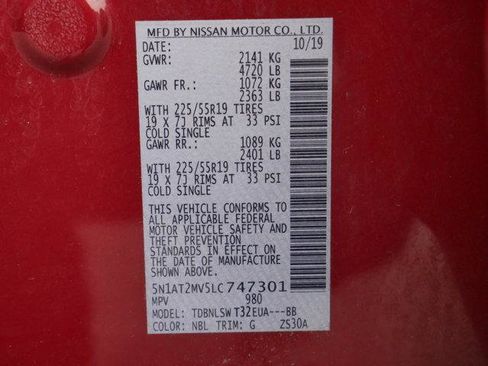 MFD BY NISSAN MOTOR CO., LTD.
DATE: 10/19
GVWR: 2141 KG
4720 LB
GAWR FR.: 1072 KG
2363 LB
WITH 225/55R19 TIRES
19 X 7J RIMS AT 33 PSI
COLD SINGLE
GAWR RR.: 1089 KG
2401 LB
WITH 225/55R19 TIRES
19 X 7J RIMS AT 33 PSI
COLD SINGLE
THIS VEHICLE CONFORMS TO
ALL APPLICABLE FEDERAL
MOTOR VEHICLE SAFETY AND
THEFT PREVENTION
STANDARDS IN EFFECT ON
THE DATE OF MANUFACTURE
SHOWN ABOVE.
5N1AT2MV5LC747301
MPV 980
MODEL: TDBNLSW T32EUA---BB
COLOR: NBL TRIM: G ZS30A